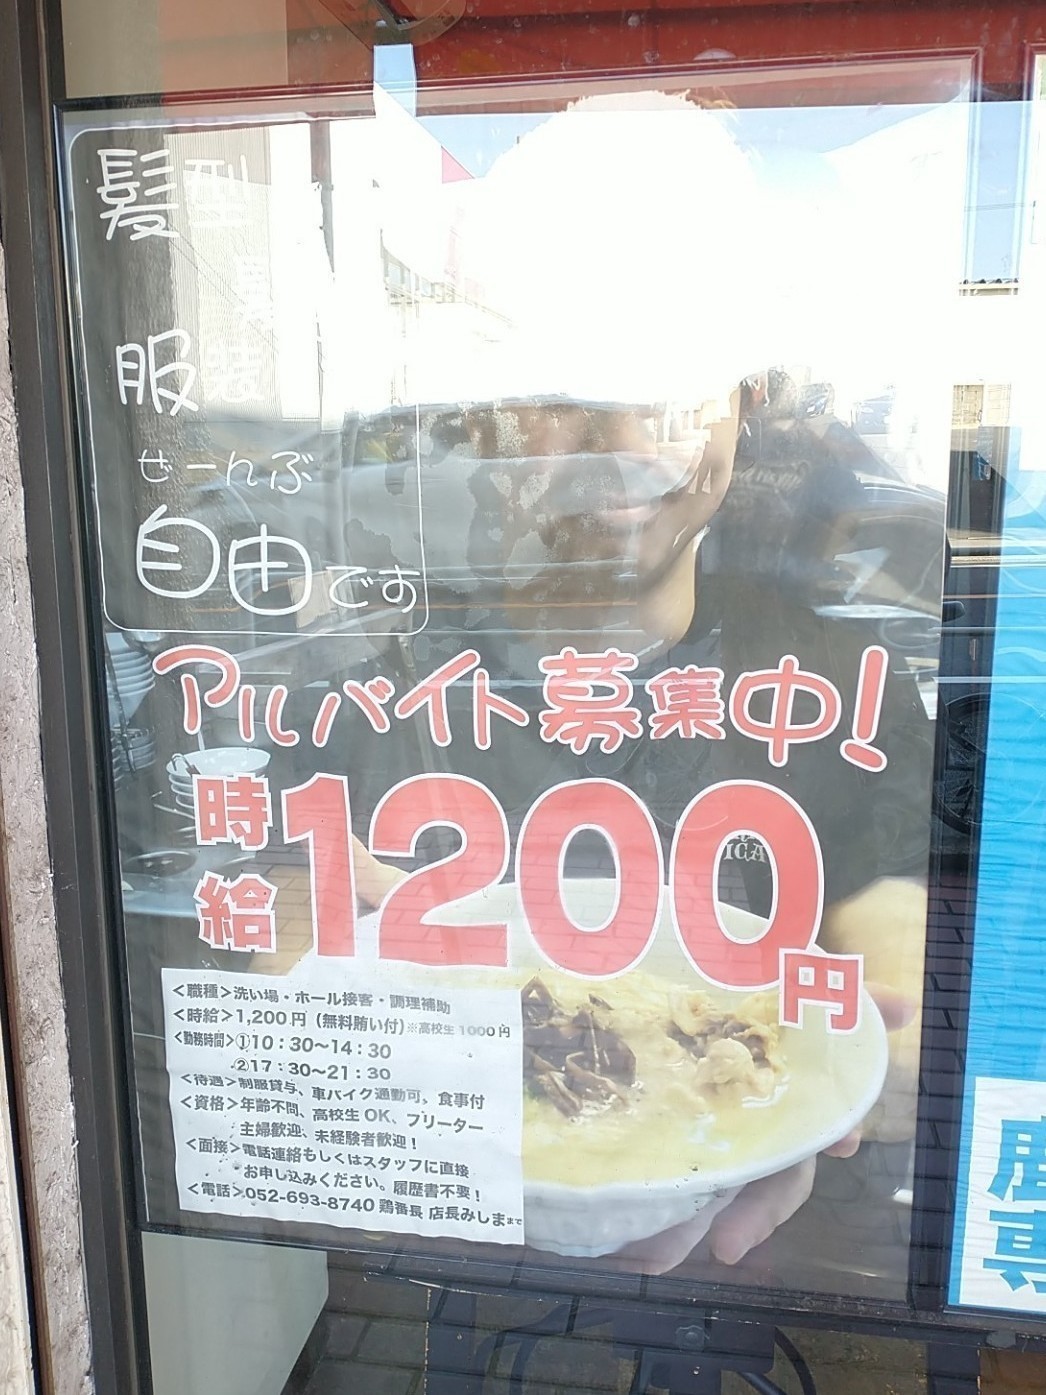 髪型
服装
ぜーんぶ
自由です
アルバイト募集中!
時給1200円
IGA
<職種>洗い場・ホール接客・調理補助
<時給>1,200円(無料賄い付)※高校生1000円
<勤務時間>①10:30〜14:30
②17:30〜21:30
<待遇>制服貸与、車バイク通勤可、食事付
<資格>年齢不問、高校生OK、フリーター
主婦歓迎、未経験者歓迎!
<面接>電話連絡もしくはスタッフに直接
お申し込みください。履歴書不要!
<電話>052-693-8740 鶏番長 店長みしままで